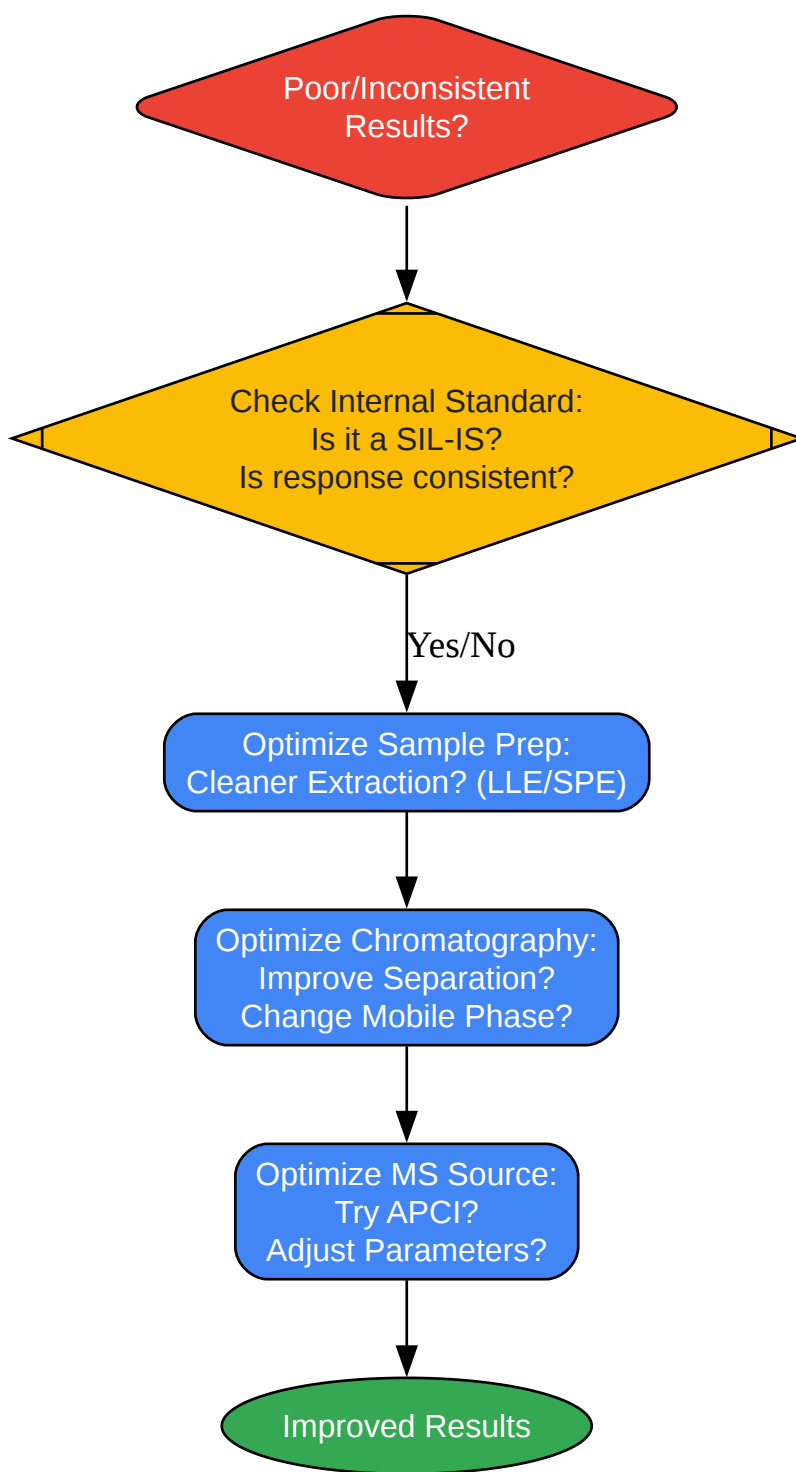 Poor/Inconsistent
Results?
Check Internal Standard:
Is it a SIL-IS?
Is response consistent?
Yes/No
Optimize Sample Prep:
Cleaner Extraction? (LLE/SPE)
Optimize Chromatography:
Improve Separation?
Change Mobile Phase?
Optimize MS Source:
Try APCI?
Adjust Parameters?
Improved Results